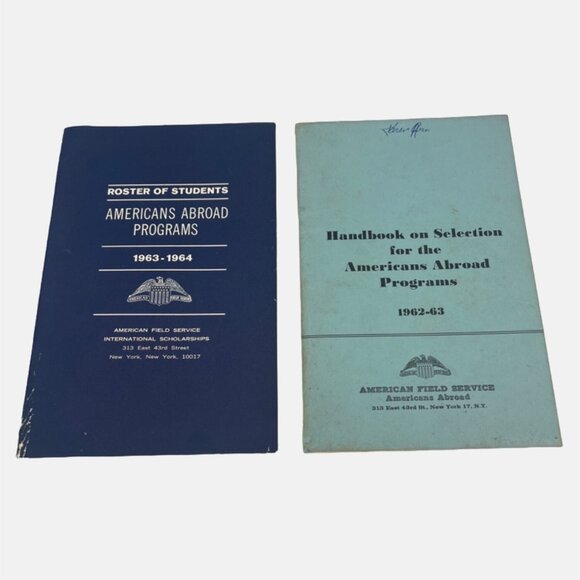 ROSTER OF STUDENTS
AMERICANS ABROAD
PROGRAMS
1963-1964
AMERICAN FIELD SERVICE
INTERNATIONAL SCHOLARSHIPS
313 East 43rd Street
New York, New York, 10017
Handbook on Selection
for the
Americans Abroad
Programs
1962-63
AMERICAN FIELD SERVICE
Americans Abroad
313 East 43rd St., New York 17, N.Y.